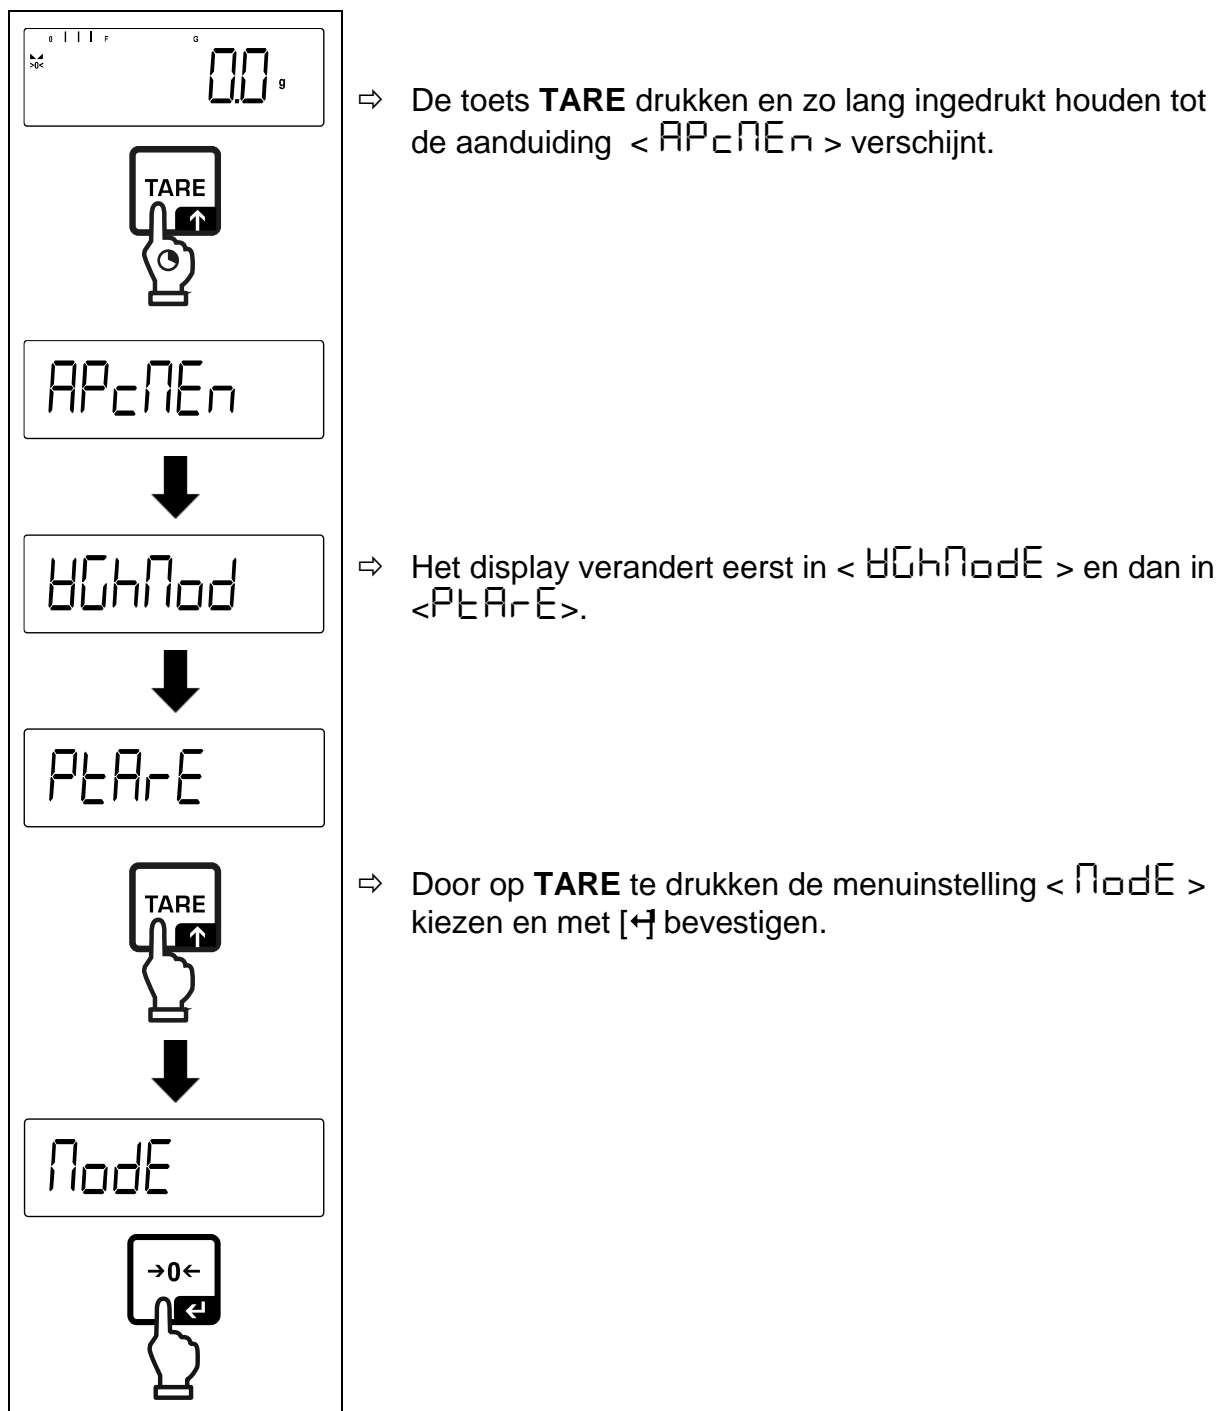 0 F G
>0< 0.0 g
⇨ De toets TARE drukken en zo lang ingedrukt houden tot
de aanduiding < APcMEn > verschijnt.
TARE
↑
APcMEn
WGhMod
⇨ Het display verandert eerst in < WGhModE > en dan in
<PtArE>.
PtArE
⇨ Door op TARE te drukken de menuinstelling < ModE >
kiezen en met [↵] bevestigen.
TARE
↑
ModE
→0←
↵